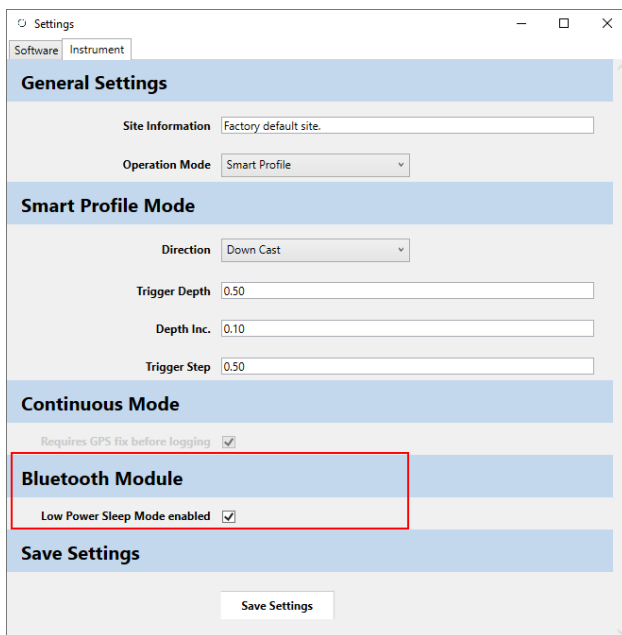 Settings
Software Instrument
General Settings
Site Information Factory default site.
Operation Mode Smart Profile
Smart Profile Mode
Direction Down Cast
Trigger Depth 0.50
Depth Inc. 0.10
Trigger Step 0.50
Continuous Mode
Requires GPS fix before logging
Bluetooth Module
Low Power Sleep Mode enabled
Save Settings
Save Settings